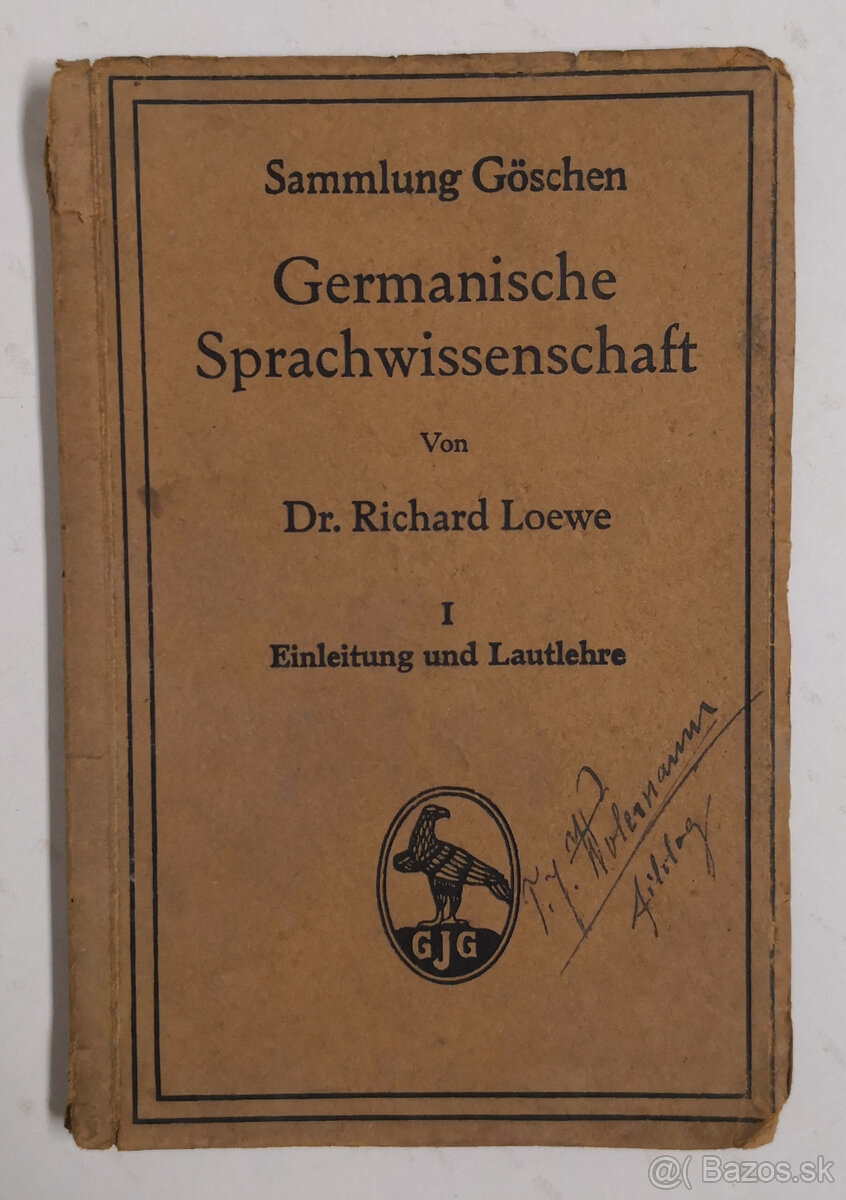 Sammlung Göschen
Germanische
Sprachwissenschaft
Von
Dr. Richard Loewe
I
Einleitung und Lautlehre
GJG
@( Bazos.sk